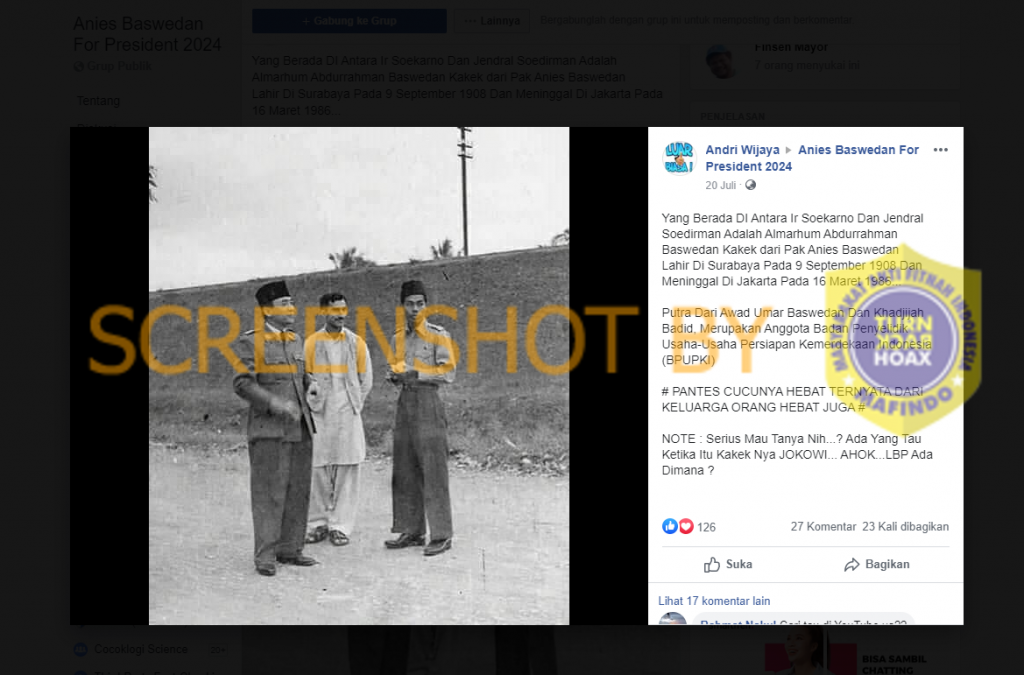 Anies Baswedan
For President 2024
Grup Publik
Tentang
+ Gabung ke Grup
Lainnya
Bergabunglah dengan grup ini untuk memposting dan berkomentar.
Yang Berada DI Antara Ir Soekarno Dan Jendral Soedirman Adalah
Almarhum Abdurrahman Baswedan Kakek dari Pak Anies Baswedan
Lahir Di Surabaya Pada 9 September 1908 Dan Meninggal Di Jakarta Pada
16 Maret 1986...
Finsen Mayor
7 orang menyukai ini
PENJELASAN
LUAR
BIASA !
Andri Wijaya ▸ Anies Baswedan For
President 2024
20 Juli ·
Yang Berada DI Antara Ir Soekarno Dan Jendral
Soedirman Adalah Almarhum Abdurrahman
Baswedan Kakek dari Pak Anies Baswedan
Lahir Di Surabaya Pada 9 September 1908 Dan
Meninggal Di Jakarta Pada 16 Maret 1986...
Putra Dari Awad Umar Baswedan Dan Khadijiah
Badid, Merupakan Anggota Badan Penyelidik
Usaha-Usaha Persiapan Kemerdekaan Indonesia
(BPUPKI)
# PANTES CUCUNYA HEBAT TERNYATA DARI
KELUARGA ORANG HEBAT JUGA #
NOTE : Serius Mau Tanya Nih...? Ada Yang Tau
Ketika Itu Kakek Nya JOKOWI... AHOK...LBP Ada
Dimana ?
126
27 Komentar 23 Kali dibagikan
Suka
Bagikan
Lihat 17 komentar lain
Rahmat Nakul Cari tau di YouTube ya??
SCREENSHOT BY
MASYARAKAT ANTI FITNAH INDONESIA
TURN
BACK
HOAX
MAFINDO
Cocoklogi Science
20+
BISA SAMBIL
CHATTING